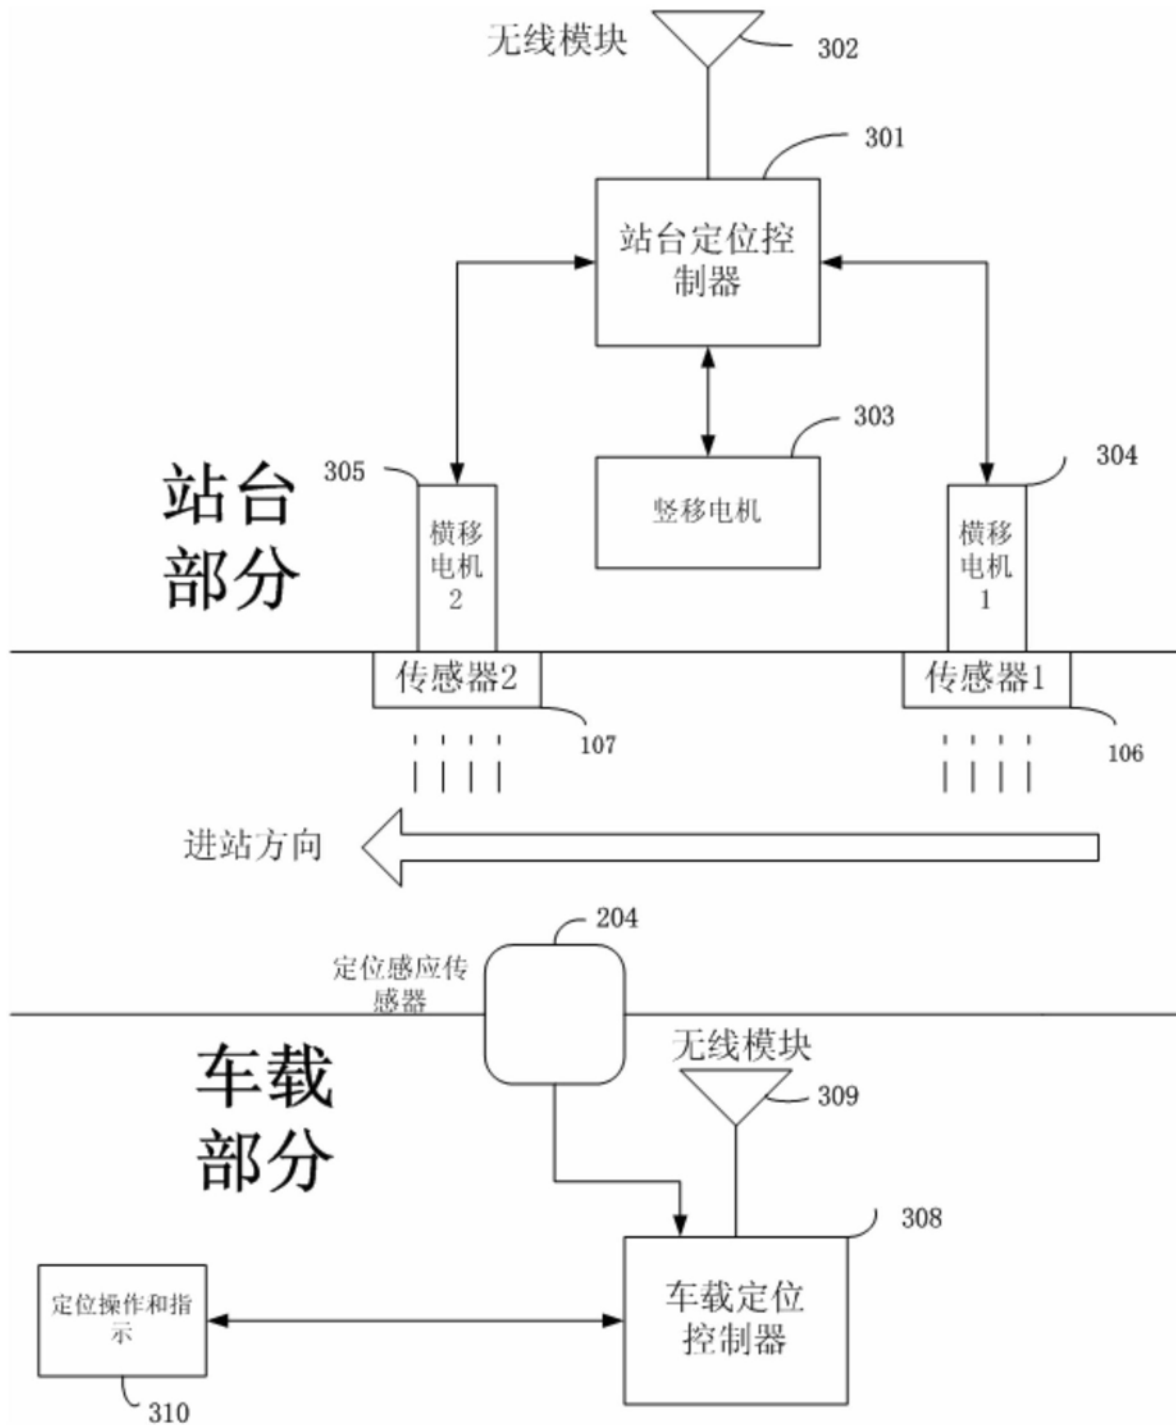 无线模块
302
301
站台定位控
制器
303
竖移电机
305
304
站台
部分
横移
电机
2
横移
电机
1
传感器2
传感器1
107
106
进站方向
204
定位感应传
感器
车载
部分
无线模块
309
308
车载定位
控制器
定位操作和指
示
310